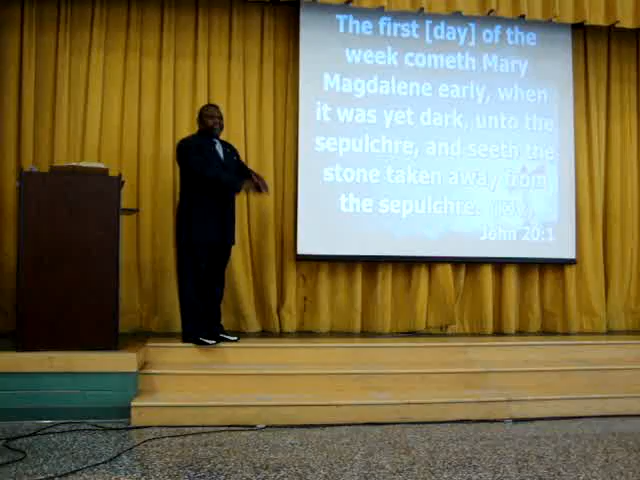 The first [day] of the
week cometh Mary
Magdalene early, when
it was yet dark, unto the
sepulchre, and seeth the
stone taken away from
the sepulchre.
John 20:1